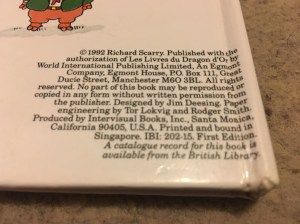 ©1992 Richard Scarry. Published with the
authorisation of Les Livres du Dragon d'Or by
World International Publishing Limited, An Egmont
Company, Egmont House, P.O. Box 111, Great
Ducie Street, Manchester M60 3BL. All rights
reserved. No part of this book may be reproduced or
copied in any form without written permission from
the publisher. Designed by Jim Deesing. Paper
engineering by Tor Lokvig and Rodger Smith.
Produced by Intervisual Books, Inc., Santa Monica,
California 90405, U.S.A. Printed and bound in
Singapore. IBI: 202-15. First Edition.
A catalogue record for this book is
available from the British Library